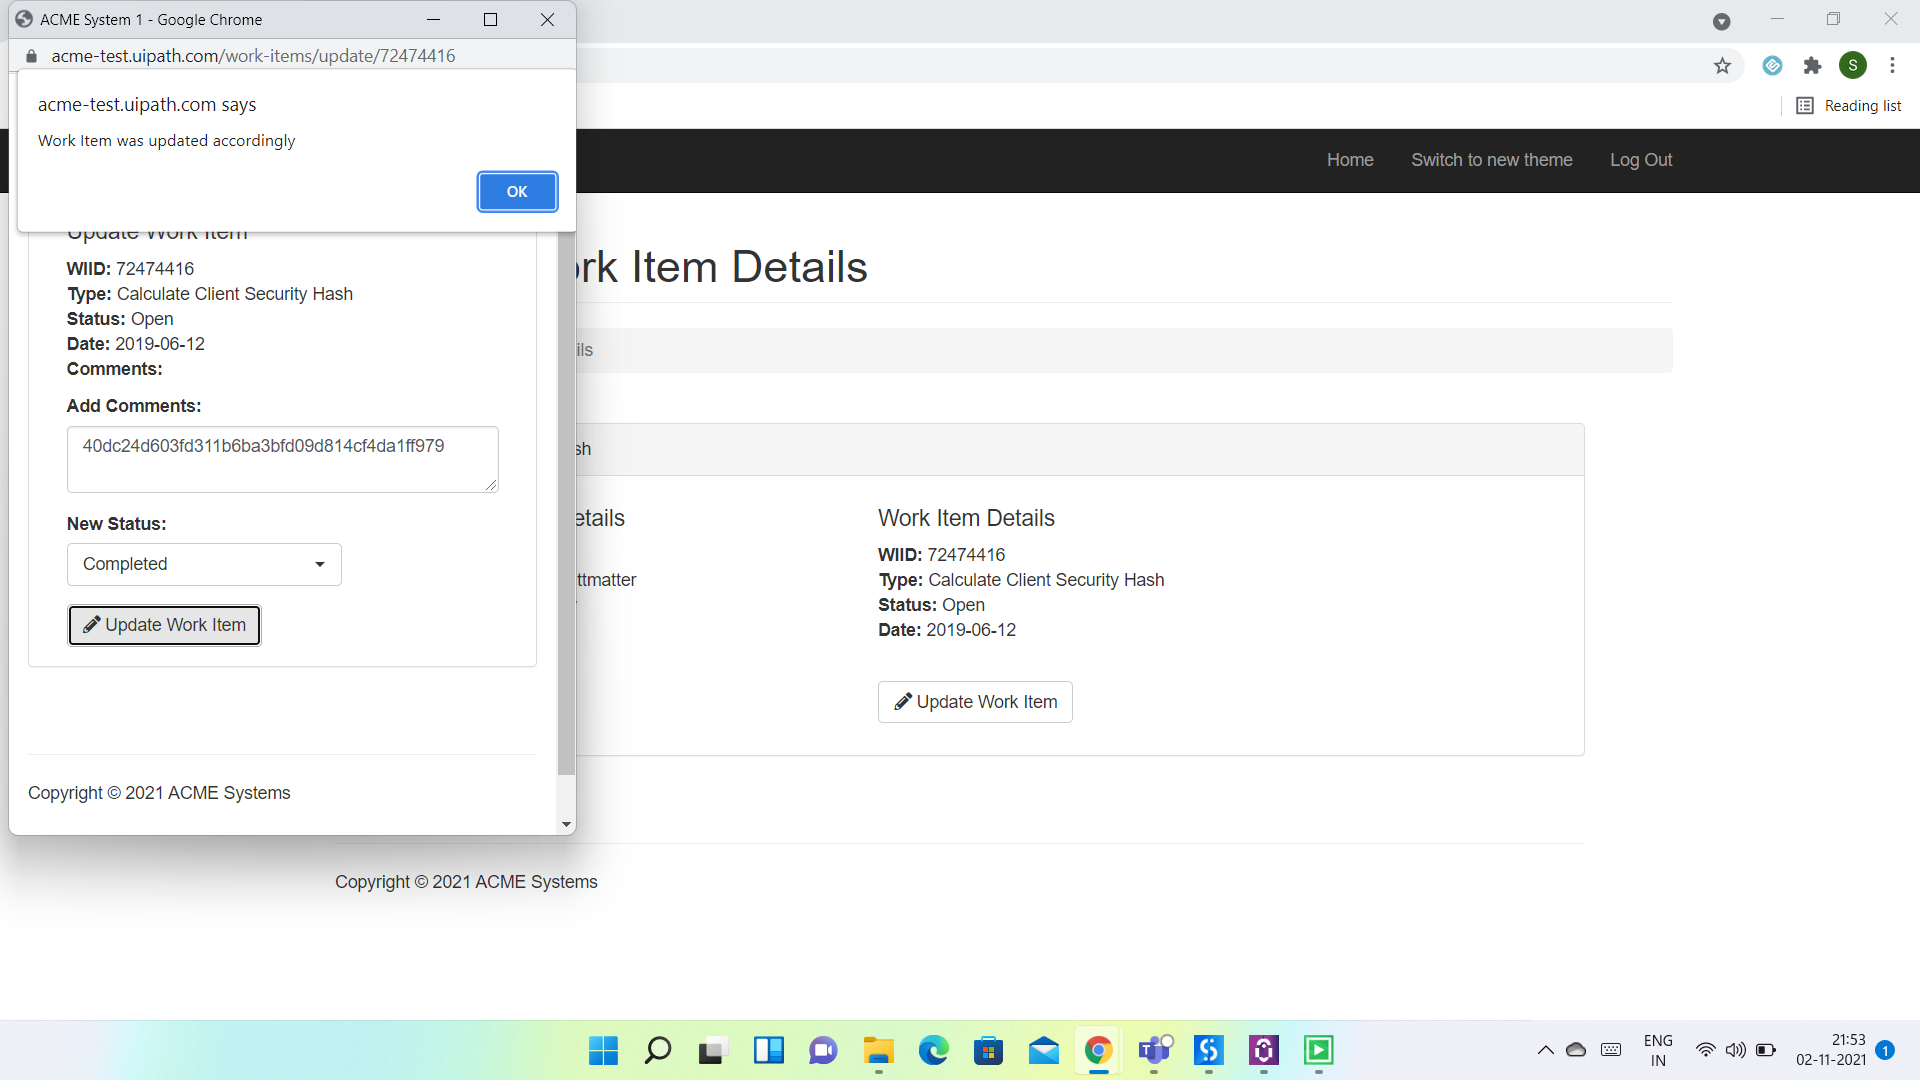 ACME System 1 - Google Chrome
acme-test.uipath.com/work-items/update/72474416
acme-test.uipath.com says
Work Item was updated accordingly
OK
Update Work Item
WIID: 72474416
Type: Calculate Client Security Hash
Status: Open
Date: 2019-06-12
Comments:
Add Comments:
40dc24d603fd311b6ba3bfd09d814cf4da1ff979
New Status:
Completed
Update Work Item
Copyright © 2021 ACME Systems
S
Reading list
Home Switch to new theme Log Out
rk Item Details
ils
sh
etails
ttmatter
Work Item Details
WIID: 72474416
Type: Calculate Client Security Hash
Status: Open
Date: 2019-06-12
Update Work Item
Copyright © 2021 ACME Systems
ENG
IN
21:53
02-11-2021
1